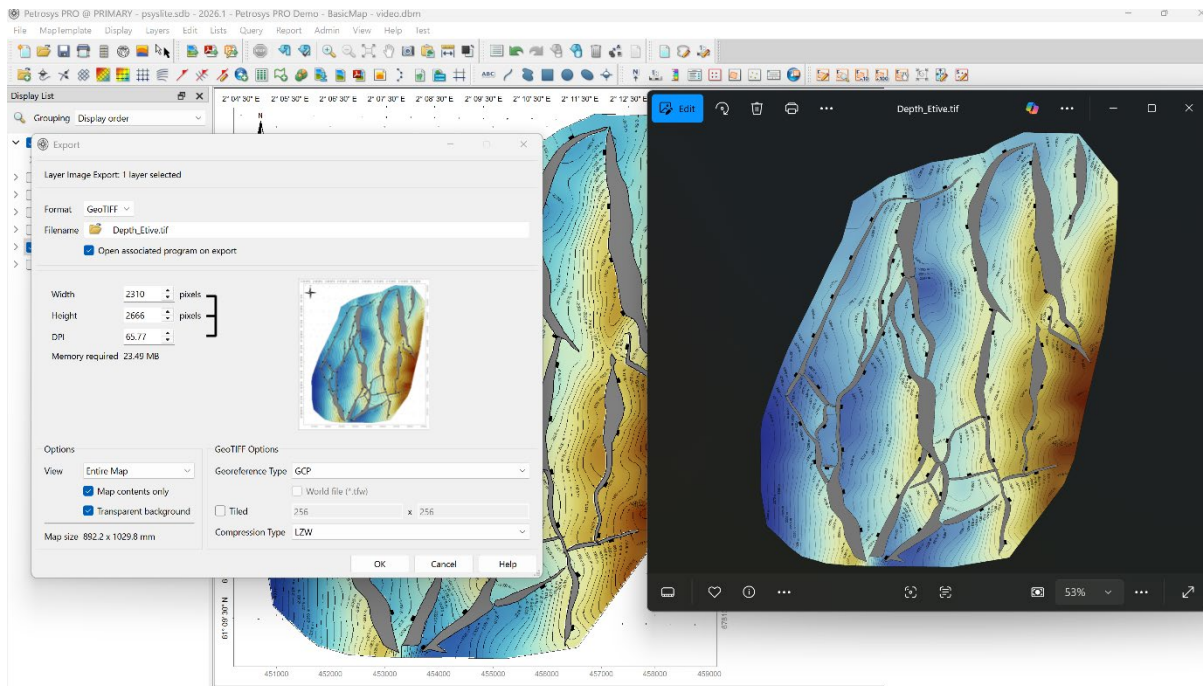 Petrosys PRO @ PRIMARY - psyslite.sdb - 2026.1 - Petrosys PRO Demo - BasicMap - video.dbm
File MapTemplate Display Layers Edit Lists Query Report Admin View Help Test
ABC
Display List
Grouping Display order
2° 04'30" E 2° 05'30" E 2° 06'30" E 2° 07'30" E 2° 08'30" E 2° 09'30" E 2° 10'30" E 2° 11'30" E 2° 12'30" E
N
Export
Layer Image Export: 1 layer selected
Format GeoTIFF
Filename Depth_Etive.tif
Open associated program on export
Width 2310 pixels
Height 2666 pixels
DPI 65.77
Memory required 23.49 MB
Options
View Entire Map
Map contents only
Transparent background
Map size 892.2 x 1029.8 mm
GeoTIFF Options
Georeference Type GCP
World file (*.tfw)
Tiled 256 x 256
Compression Type LZW
OK Cancel Help
Edit
Depth_Etive.tif
53%
61° 09'30" N
451000 452000 453000 454000 455000 456000 457000 458000 459000